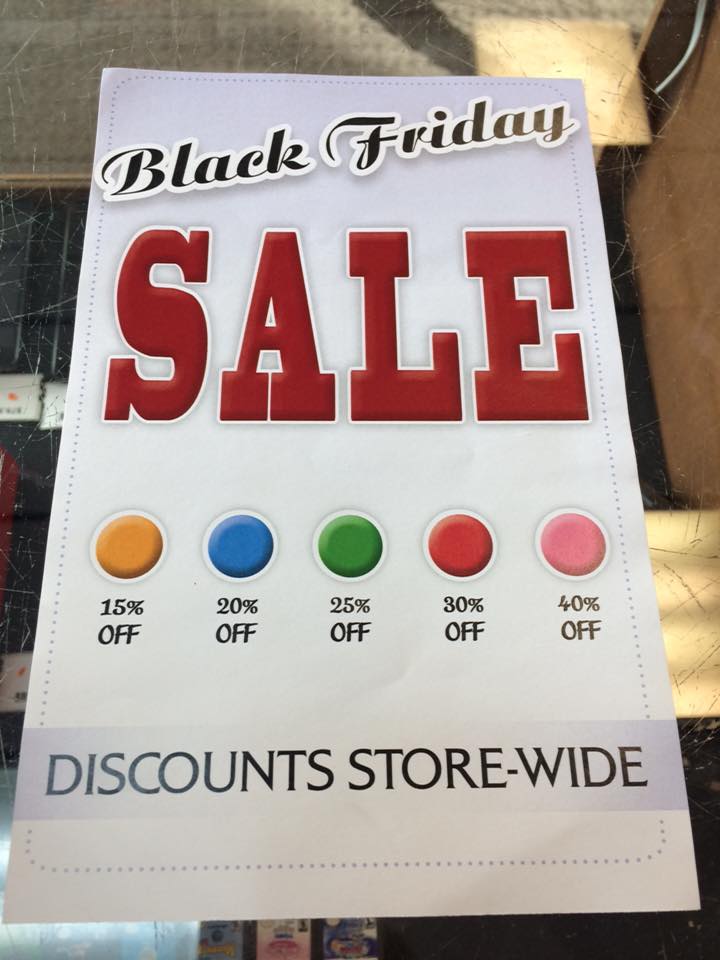 Black Friday
SALE
15% 20% 25% 30% 40%
OFF OFF OFF OFF OFF
DISCOUNTS STORE-WIDE